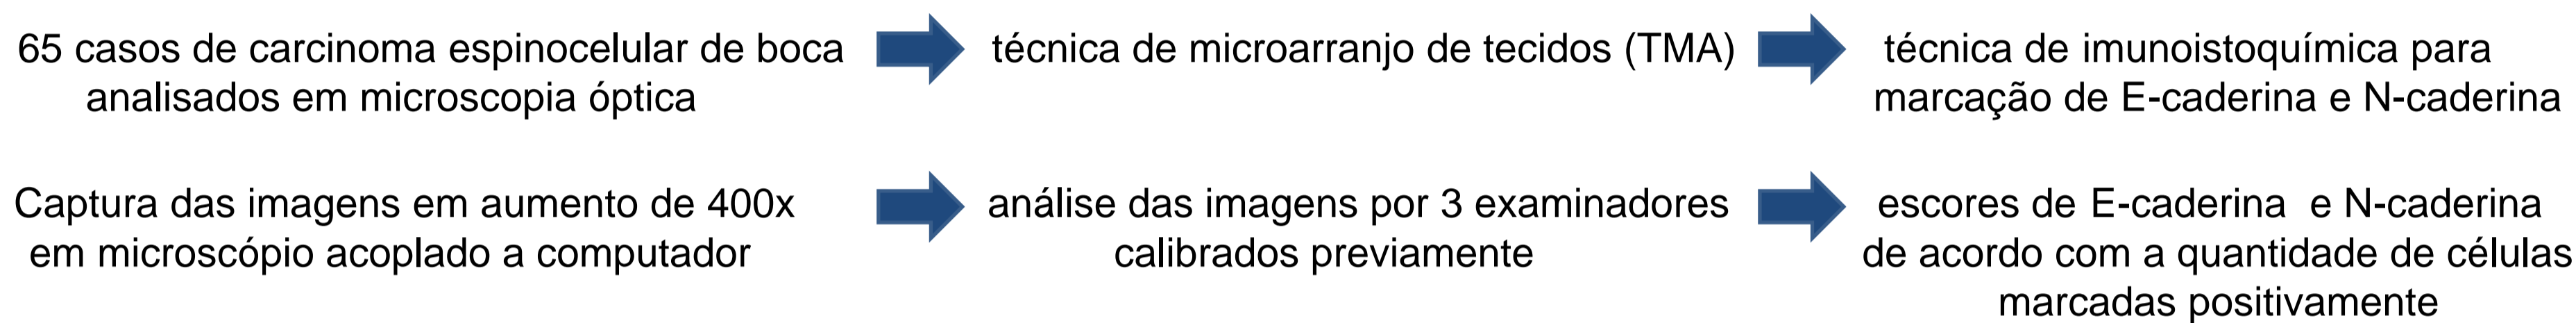 65 casos de carcinoma espinocelular de boca
analisados em microscopia óptica
técnica de microarranjo de tecidos (TMA)
técnica de imunoistoquímica para
marcação de E-caderina e N-caderina
Captura das imagens em aumento de 400x
em microscópio acoplado a computador
análise das imagens por 3 examinadores
calibrados previamente
escores de E-caderina e N-caderina
de acordo com a quantidade de células
marcadas positivamente